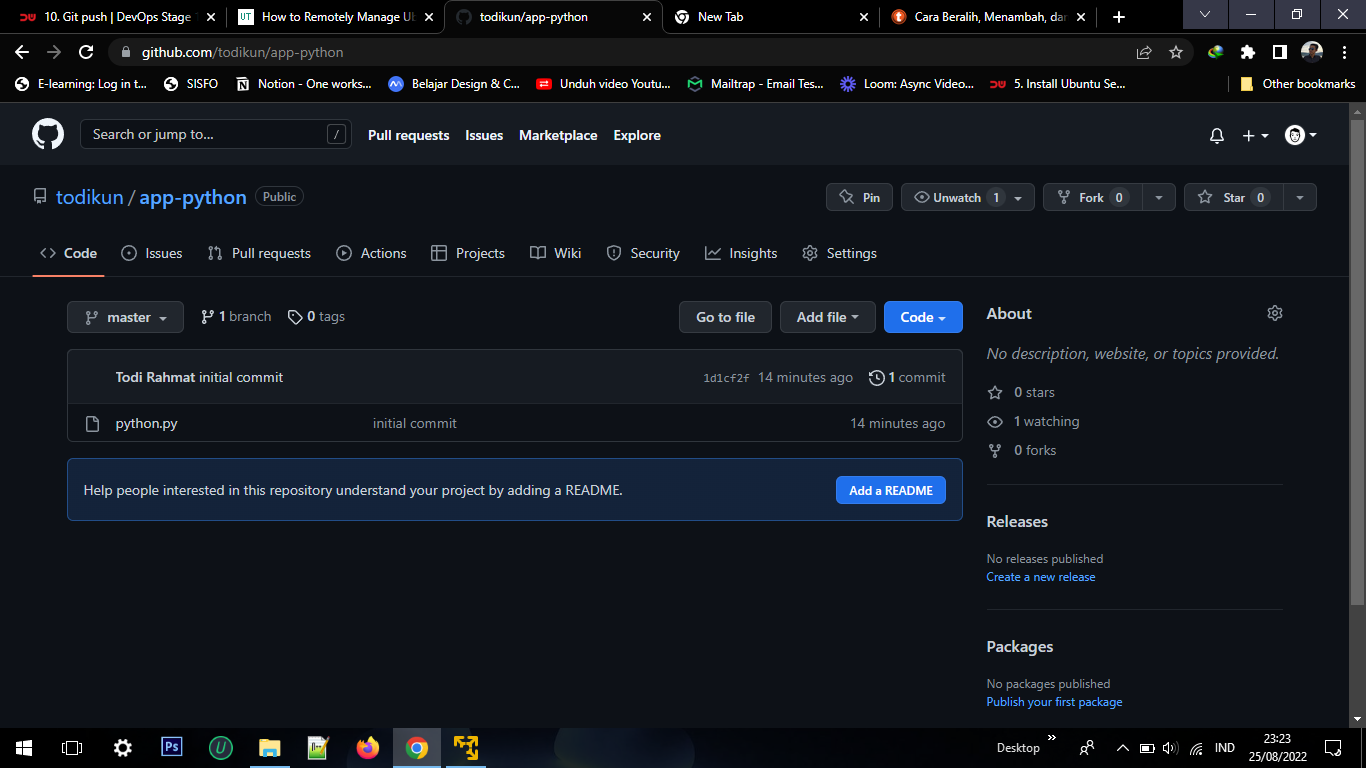 10. Git push | DevOps Stage
How to Remotely Manage
todikun/app-python
New Tab
Cara Beralih, Menambah, dar
github.com/todikun/app-python
E-learning: Log in t...
SISFO
Notion - One works...
Belajar Design & C...
Unduh video Youtu...
Mailtrap - Email Tes...
Loom: Async Video...
5. Install Ubuntu Se...
Other bookmarks
Search or jump to...
/
Pull requests
Issues
Marketplace
Explore
todikun / app-python
Public
Pin
Unwatch 1
Fork 0
Star 0
Code
Issues
Pull requests
Actions
Projects
Wiki
Security
Insights
Settings
master
1 branch
0 tags
Go to file
Add file
Code
Todi Rahmat initial commit
1d1cf2f 14 minutes ago
1 commit
python.py
initial commit
14 minutes ago
Help people interested in this repository understand your project by adding a README.
Add a README
About
No description, website, or topics provided.
0 stars
1 watching
0 forks
Releases
No releases published
Create a new release
Packages
No packages published
Publish your first package
Ps
Desktop
IND
23:23
25/08/2022